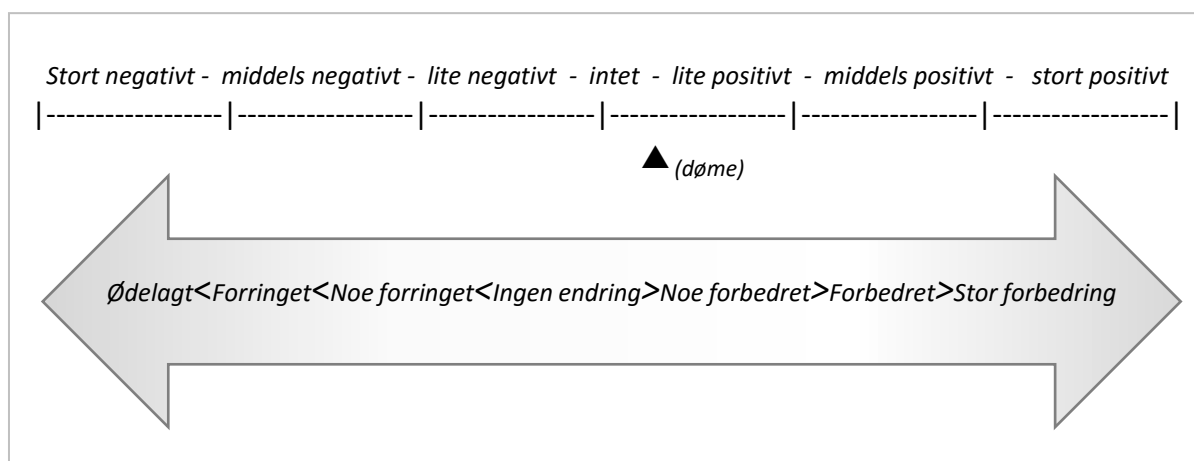 Stort negativt - middels negativt - lite negativt - intet - lite positivt - middels positivt - stort positivt
|------------------|------------------|-----------------|------------------|------------------|------------------|
▲ (døme)
Ødelagt<Forringet<Noe forringet<Ingen endring>Noe forbedret>Forbedret>Stor forbedring